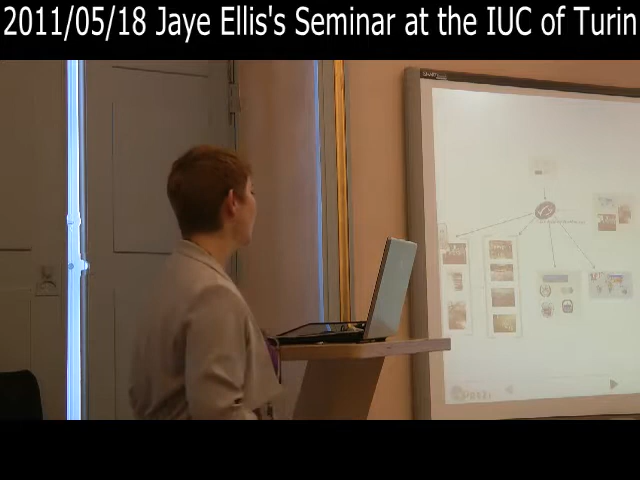 2011/05/18 Jaye Ellis's Seminar at the IUC of Turin